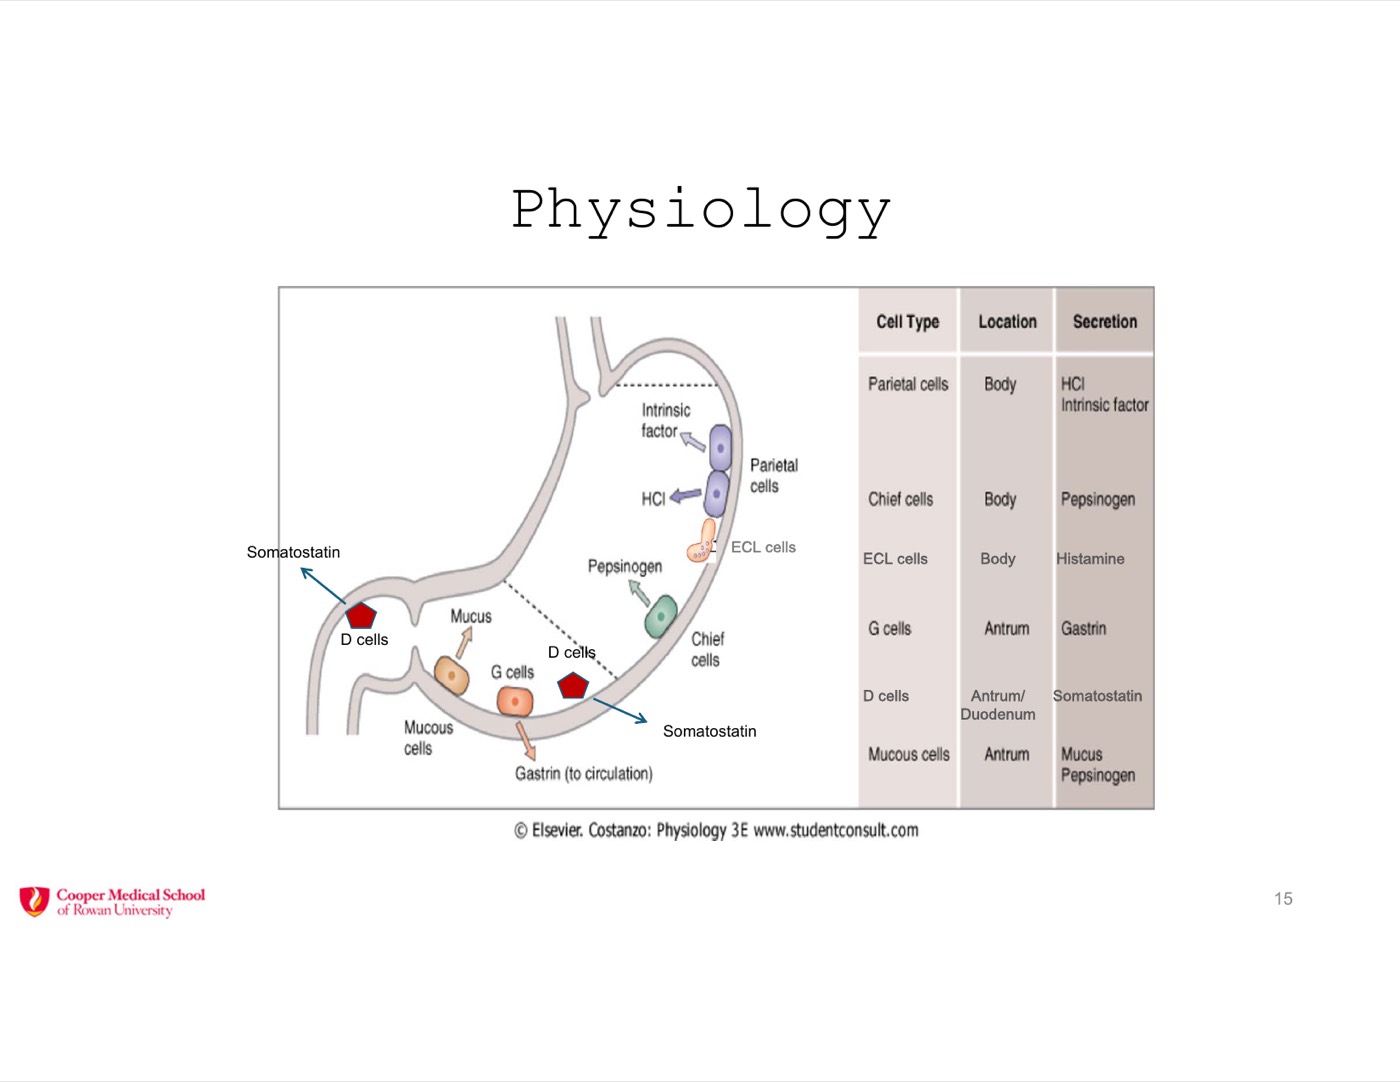 Physiology
Intrinsic
factor
HCl
Parietal
cells
ECL cells
Pepsinogen
Chief
cells
Somatostatin
D cells
Mucus
G cells
D cells
Mucous
cells
Somatostatin
Gastrin (to circulation)
Cell Type Location Secretion
Parietal cells Body HCl
Intrinsic factor
Chief cells Body Pepsinogen
ECL cells Body Histamine
G cells Antrum Gastrin
D cells Antrum/ Somatostatin
Duodenum
Mucous cells Antrum Mucus
Pepsinogen
© Elsevier. Costanzo: Physiology 3E www.studentconsult.com
Cooper Medical School
of Rowan University
15